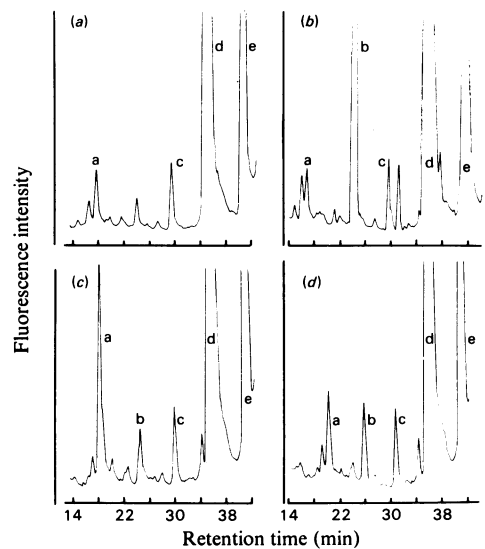 (a)
d
e
a
c
(b)
b
a
c
d
e
Fluorescence intensity
(c)
a
d
b
c
e
(d)
d
e
a
b
c
14 22 30 38
14 22 30 38
Retention time (min)